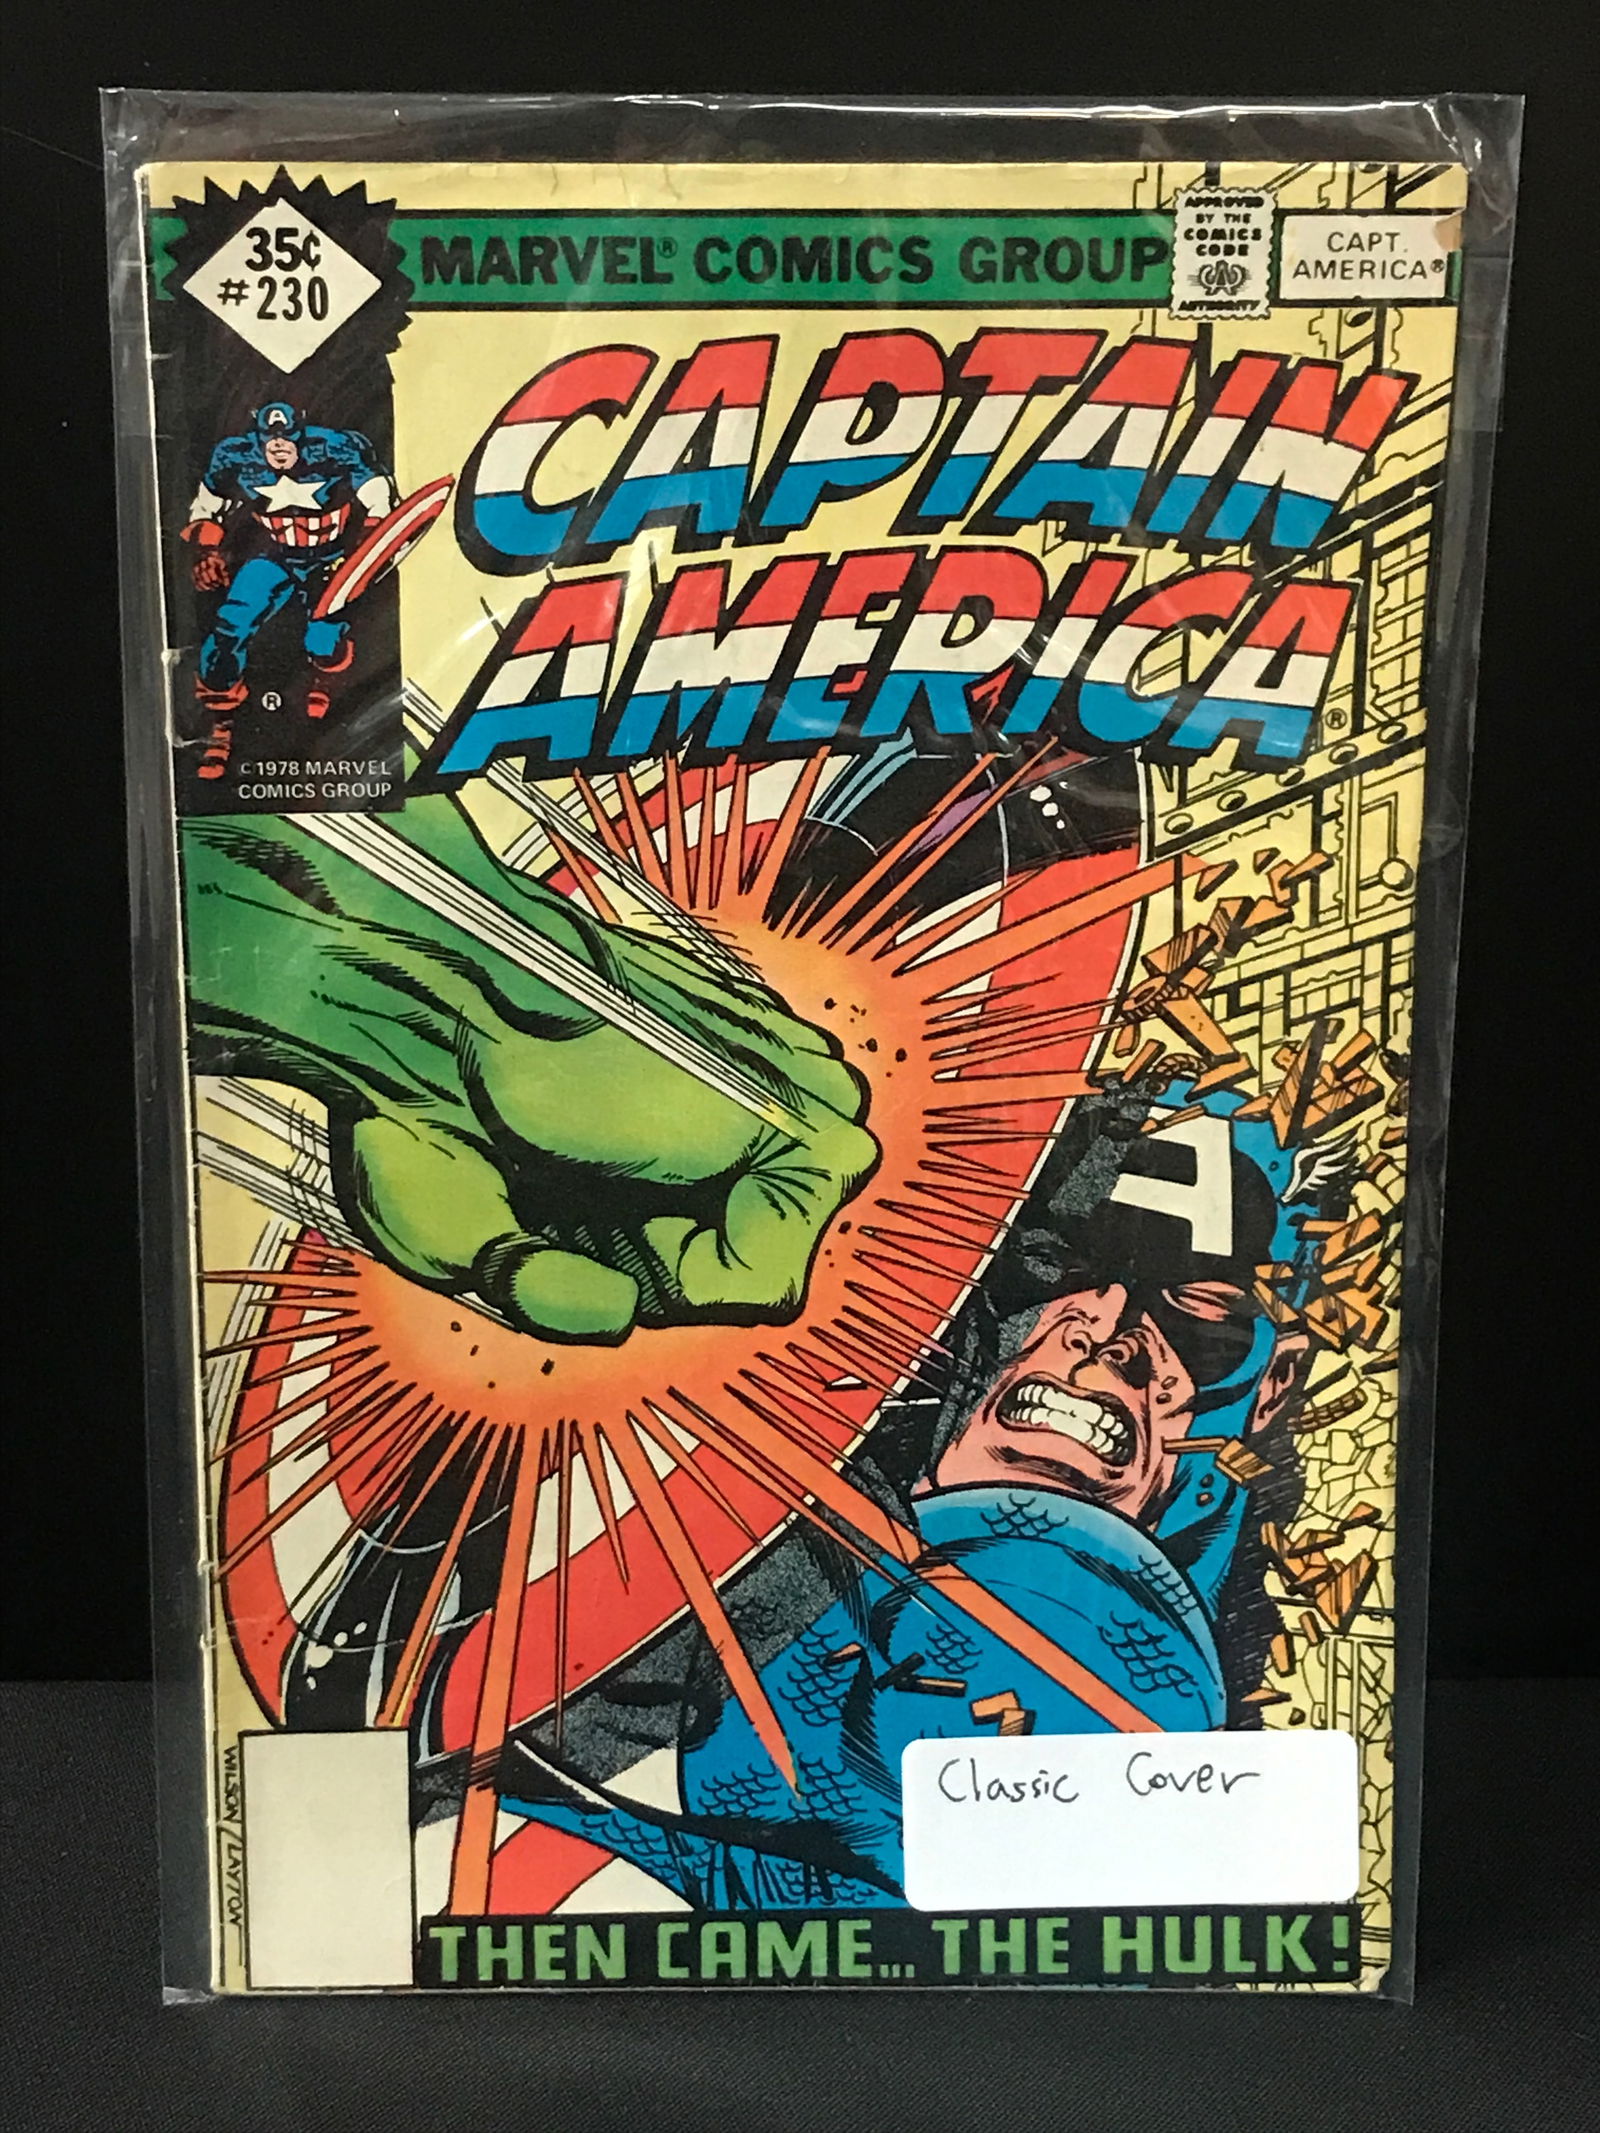 35¢
#230
MARVEL® COMICS GROUP
APPROVED
BY THE
COMICS
CODE
AUTHORITY
CAPT.
AMERICA®
CAPTAIN
AMERICA®
A
®
©1978 MARVEL
COMICS GROUP
A
WILSON/LAYTON
Classic Cover
THEN CAME... THE HULK!